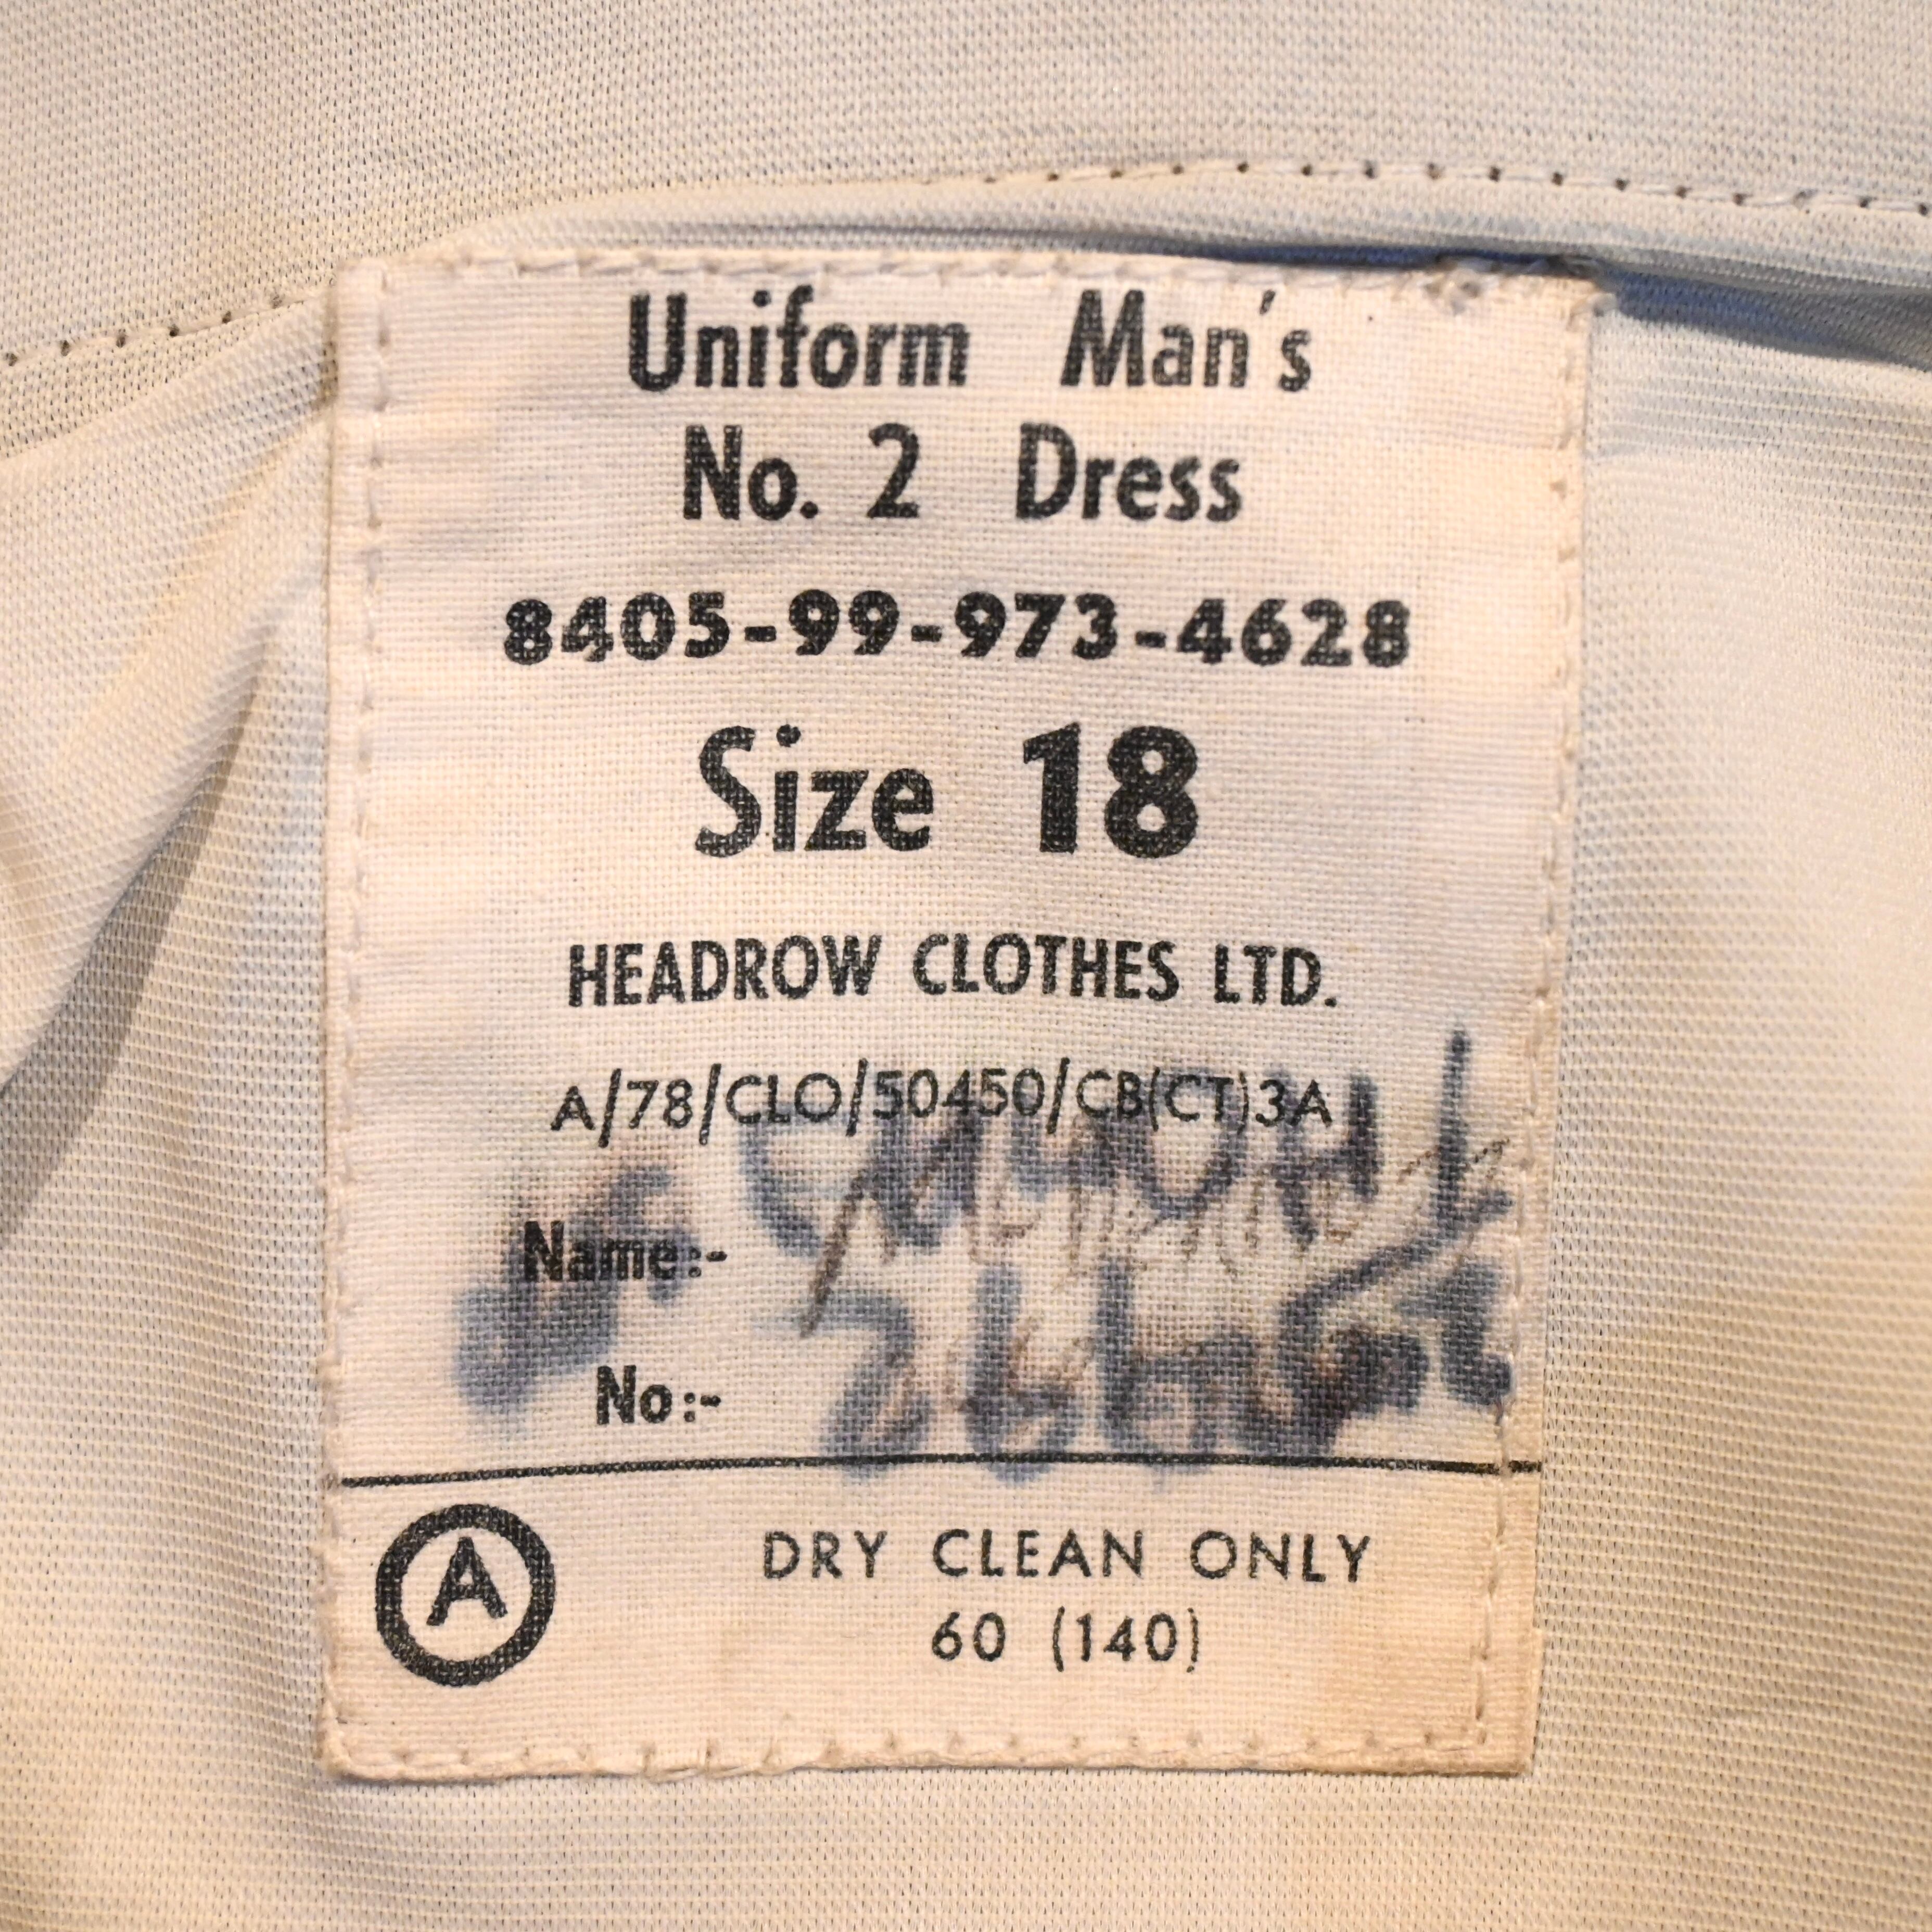 Uniform Man's
No. 2 Dress
8405-99-973-4628
Size 18
HEADROW CLOTHES LTD.
A/78/CLO/50450/CB(CT)3A
Name:-
No:-
A
DRY CLEAN ONLY
60 (140)